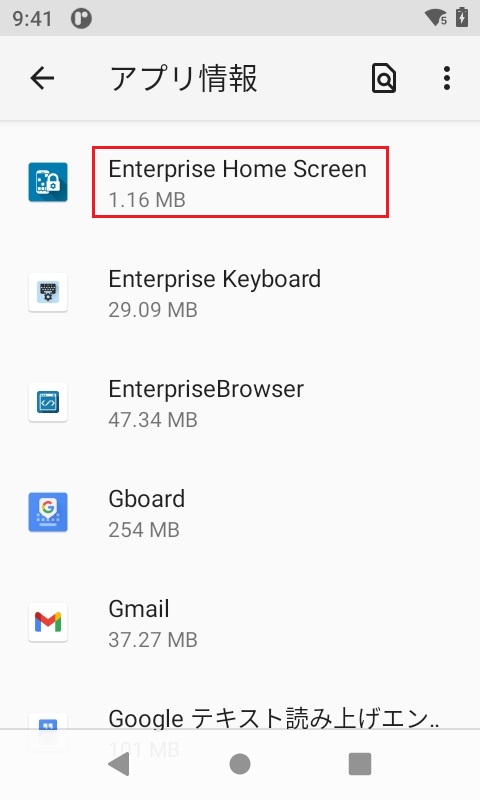 9:41
5
アプリ情報
Enterprise Home Screen
1.16 MB
Enterprise Keyboard
29.09 MB
EnterpriseBrowser
47.34 MB
Gboard
254 MB
Gmail
37.27 MB
Google テキスト読み上げエン..
101 MB